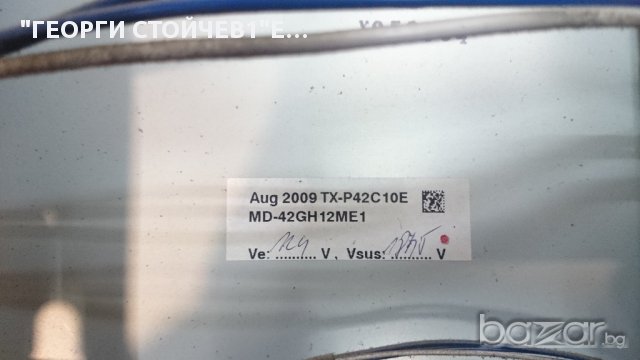 "ГЕОРГИ СТОЙЧЕВ1"Е...
Aug 2009 TX-P42C10E
MD-42GH12ME1
Ve: .......... V , Vsus: .......... V
bazar.bg